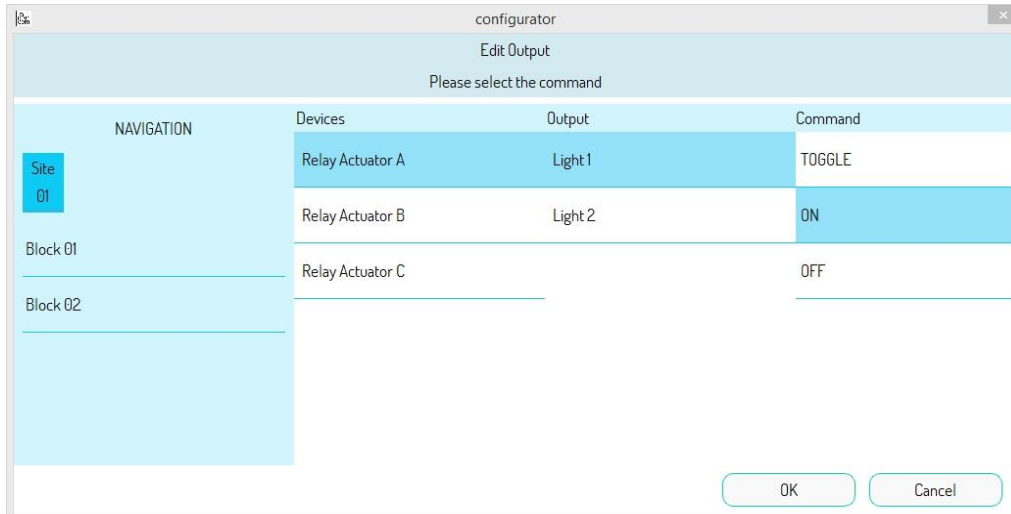 configurator
Edit Output
Please select the command
NAVIGATION
Site
01
Block 01
Block 02
Devices Output Command
Relay Actuator A Light 1 TOGGLE
Relay Actuator B Light 2 ON
Relay Actuator C OFF
OK Cancel